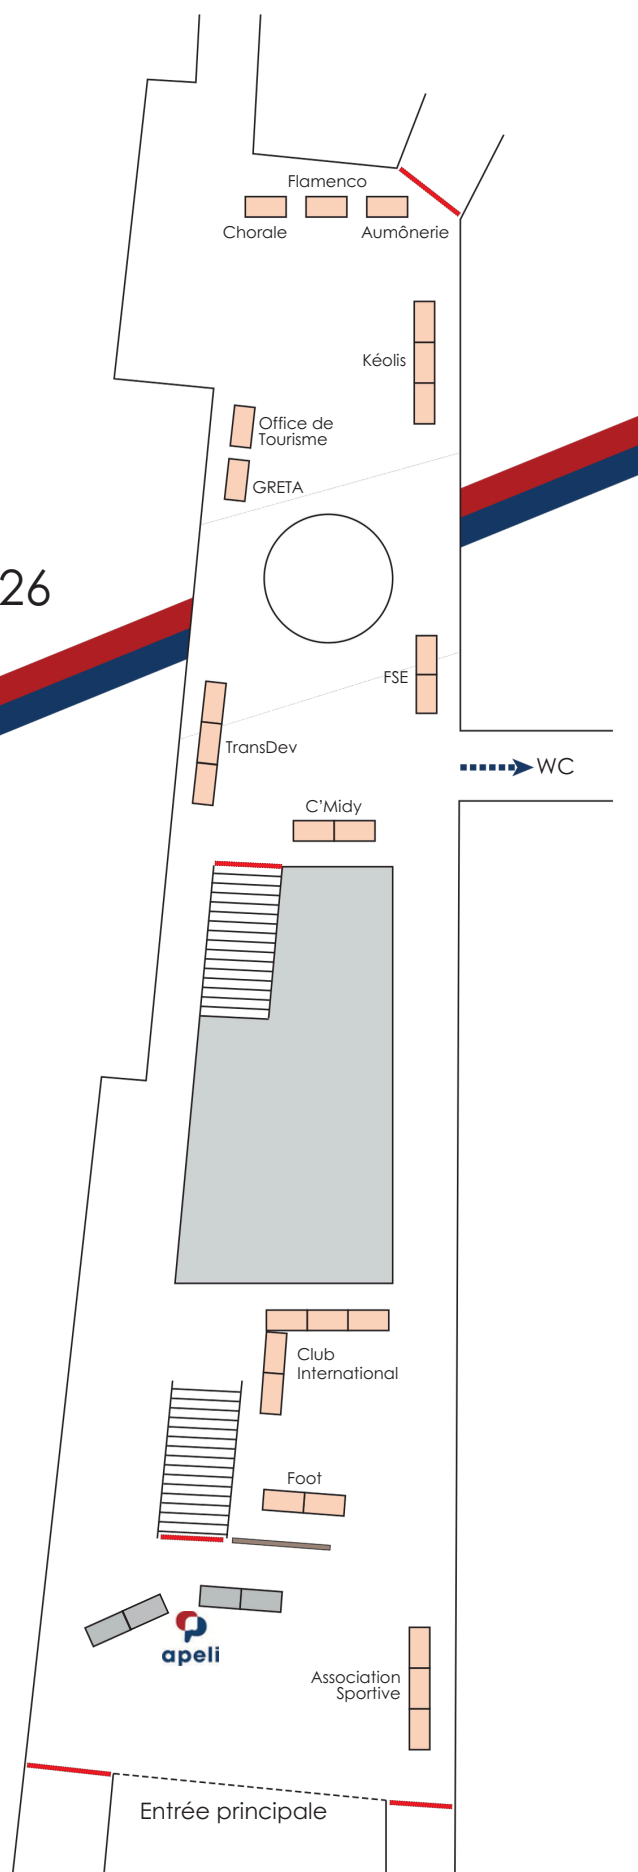 Flamenco
Chorale
Aumônerie
Kéolis
Office de
Tourisme
GRETA
26
FSE
TransDev
WC
C'Midy
Club
International
Foot
apeli
Association
Sportive
Entrée principale